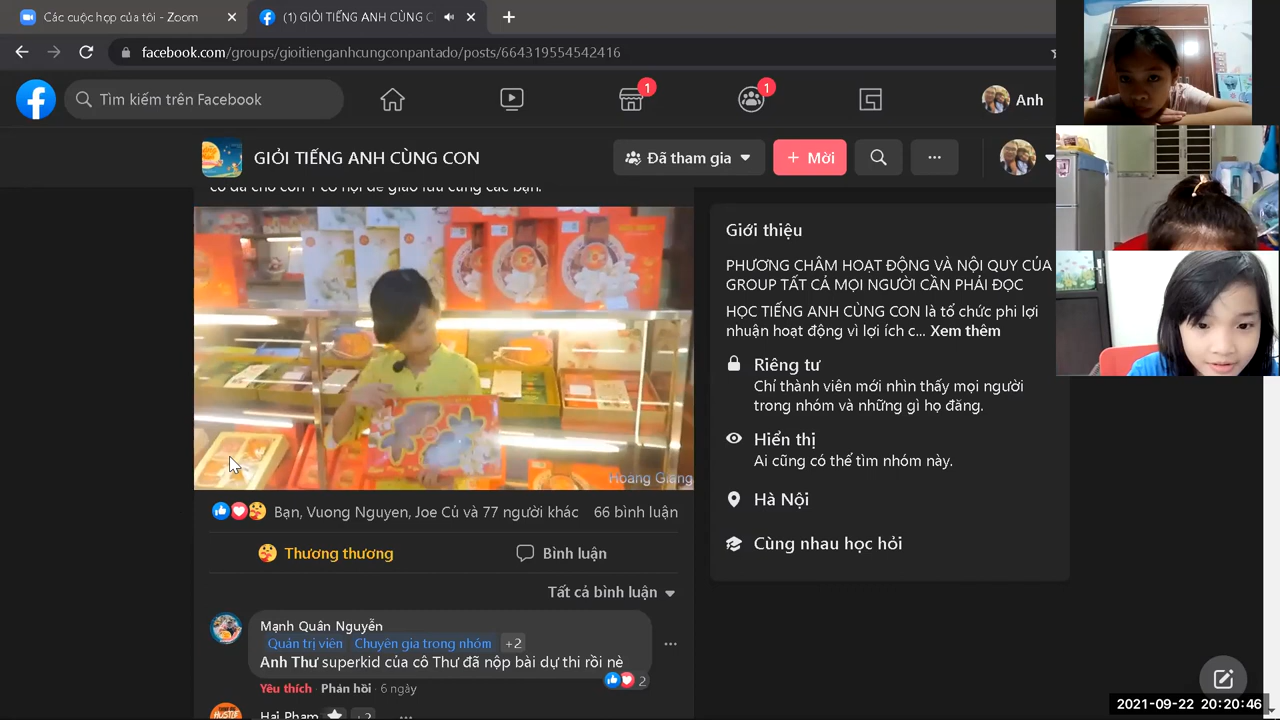 Các cuộc họp của tôi - Zoom
(1) GIỎI TIẾNG ANH CÙNG C
facebook.com/groups/gioitienganhcungcon
Tìm kiếm trên Facebook
1
1
Anh
GIỎI TIẾNG ANH CÙNG CON
Đã tham gia
+ Mời
Hoàng Giang
Bạn, Vuong Nguyen, Joe Củ và 77 người khác
66 bình luận
Thương thương
Bình luận
Tất cả bình luận
Mạnh Quân Nguyễn
Quản trị viên Chuyên gia trong nhóm +2
Anh Thư superkid của cô Thư đã nộp bài dự thi rồi nè
2
Yêu thích · Phản hồi · 6 ngày
Hai Pham
+2
Giới thiệu
PHƯƠNG CHÂM HOẠT ĐỘNG VÀ NỘI QUY CỦA
GROUP TẤT CẢ MỌI NGƯỜI CẦN PHẢI ĐỌC
HỌC TIẾNG ANH CÙNG CON là tổ chức phi lợi
nhuận hoạt động vì lợi ích c... Xem thêm
Riêng tư
Chỉ thành viên mới nhìn thấy mọi người
trong nhóm và những gì họ đăng.
Hiển thị
Ai cũng có thể tìm nhóm này.
Hà Nội
Cùng nhau học hỏi
2021-09-22 20:20:46